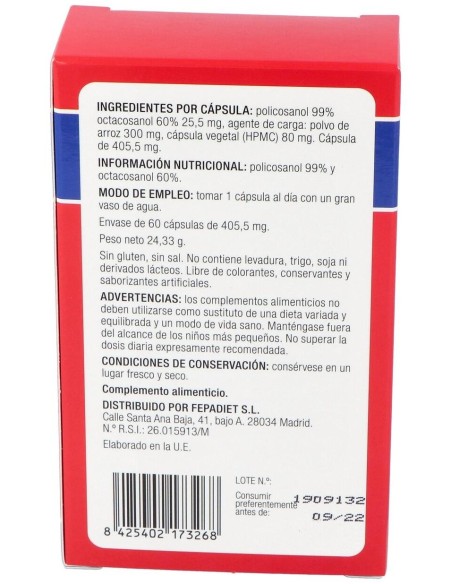 INGREDIENTES POR CÁPSULA: policosanol 99%
octacosanol 60% 25,5 mg, agente de carga: polvo de
arroz 300 mg, cápsula vegetal (HPMC) 80 mg. Cápsula
de 405,5 mg.
INFORMACIÓN NUTRICIONAL: policosanol 99% y
octacosanol 60%.
MODO DE EMPLEO: tomar 1 cápsula al día con un gran
vaso de agua.
Envase de 60 cápsulas de 405,5 mg.
Peso neto 24,33 g.
Sin gluten, sin sal. No contiene levadura, trigo, soja ni
derivados lácteos. Libre de colorantes, conservantes y
saborizantes artificiales.
ADVERTENCIAS: los complementos alimenticios no
deben utilizarse como sustituto de una dieta variada y
equilibrada y un modo de vida sano. Manténgase fuera
del alcance de los niños más pequeños. No superar la
dosis diaria expresamente recomendada.
CONDICIONES DE CONSERVACIÓN: consérvese en un
lugar fresco y seco.
Complemento alimenticio.
DISTRIBUIDO POR FEPADIET S.L.
Calle Santa Ana Baja, 41, bajo A. 28034 Madrid.
N.º R.S.I.: 26.015913/M
Elaborado en la U.E.
LOTE N.º:
Consumir
preferentemente
antes de:
1909132
09/22
8 425402 173268